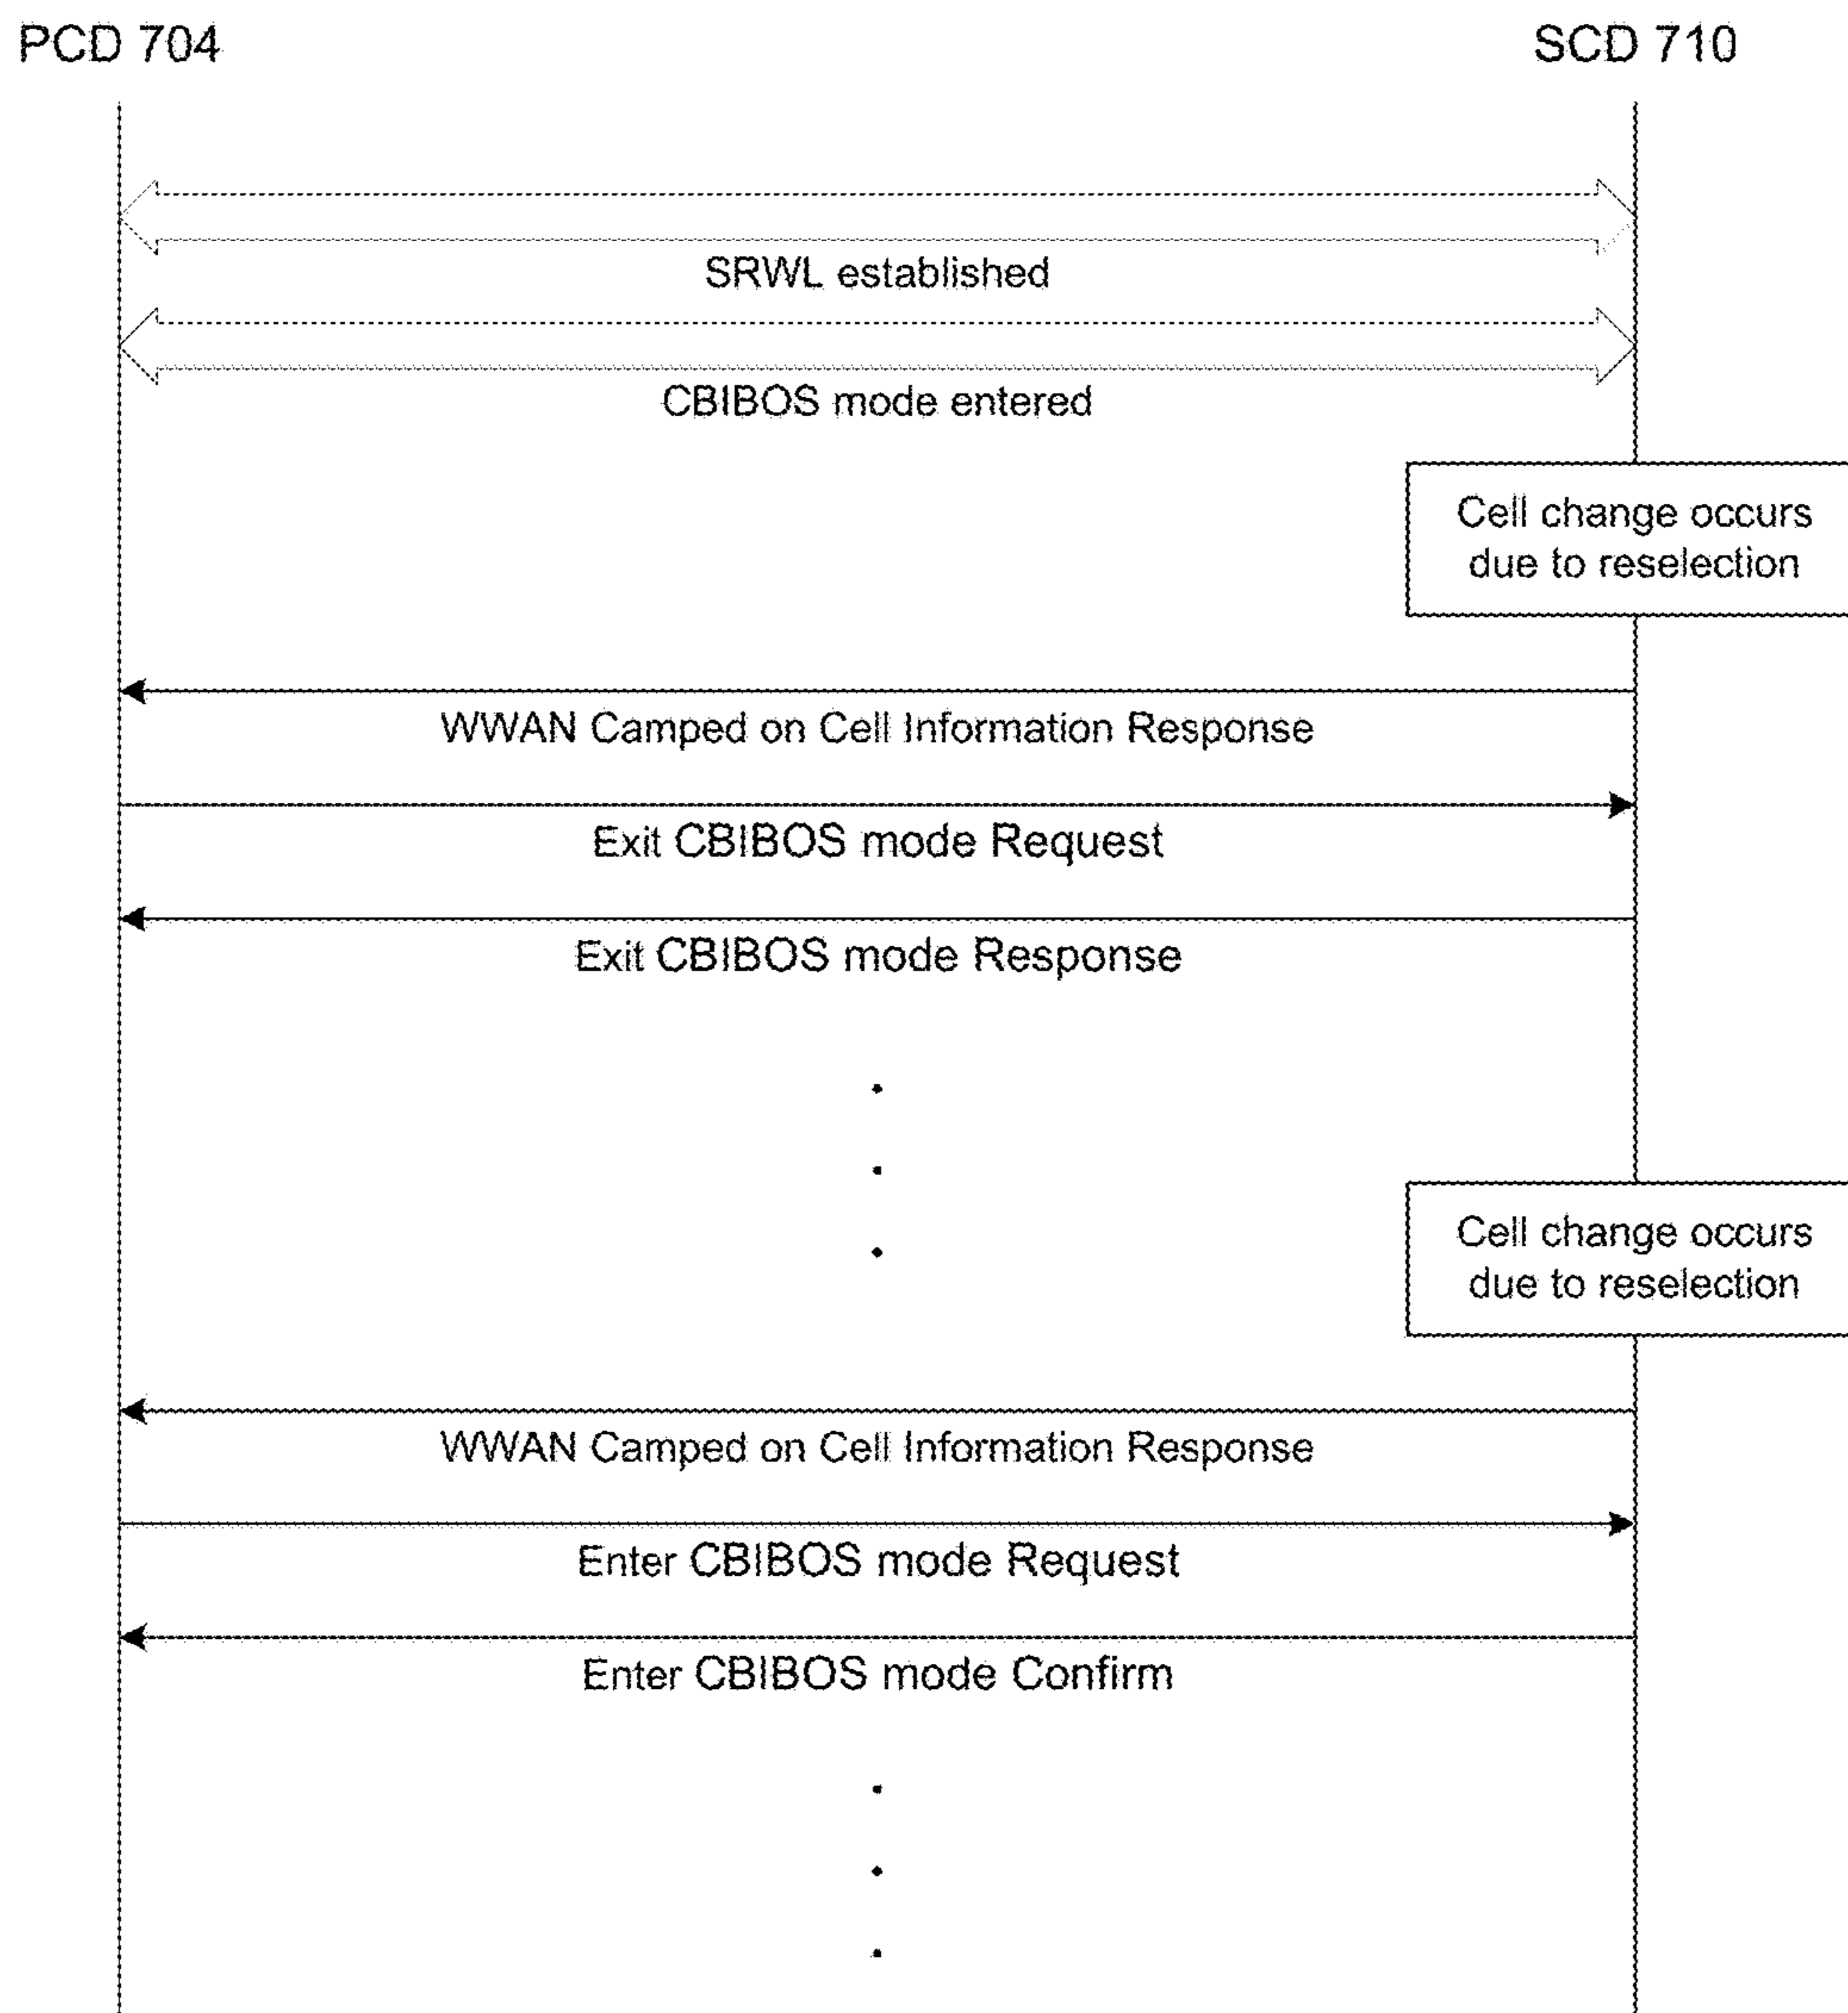 PCD 704
SCD 710
SRWL established
CBIBOS mode entered
Cell change occurs
due to reselection
WWAN Camped on Cell Information Response
Exit CBIBOS mode Request
Exit CBIBOS mode Response
Cell change occurs
due to reselection
WWAN Camped on Cell Information Response
Enter CBIBOS mode Request
Enter CBIBOS mode Confirm